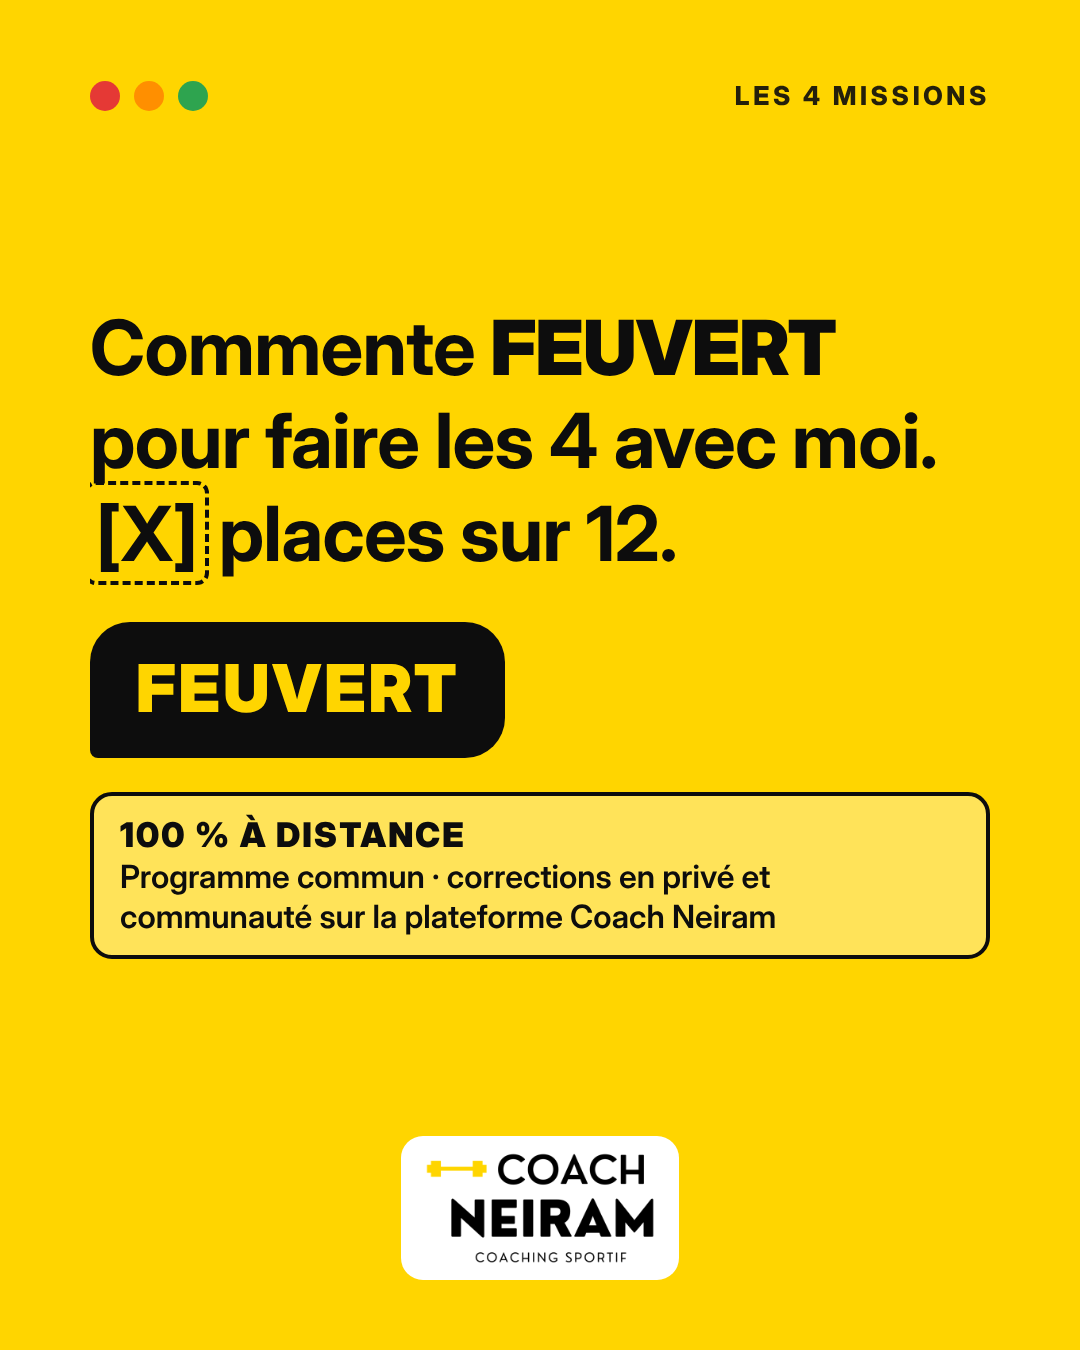 LES 4 MISSIONS
Commente FEUVERT
pour faire les 4 avec moi.
[X] places sur 12.
FEUVERT
100 % À DISTANCE
Programme commun · corrections en privé et
communauté sur la plateforme Coach Neiram
COACH
NEIRAM
COACHING SPORTIF